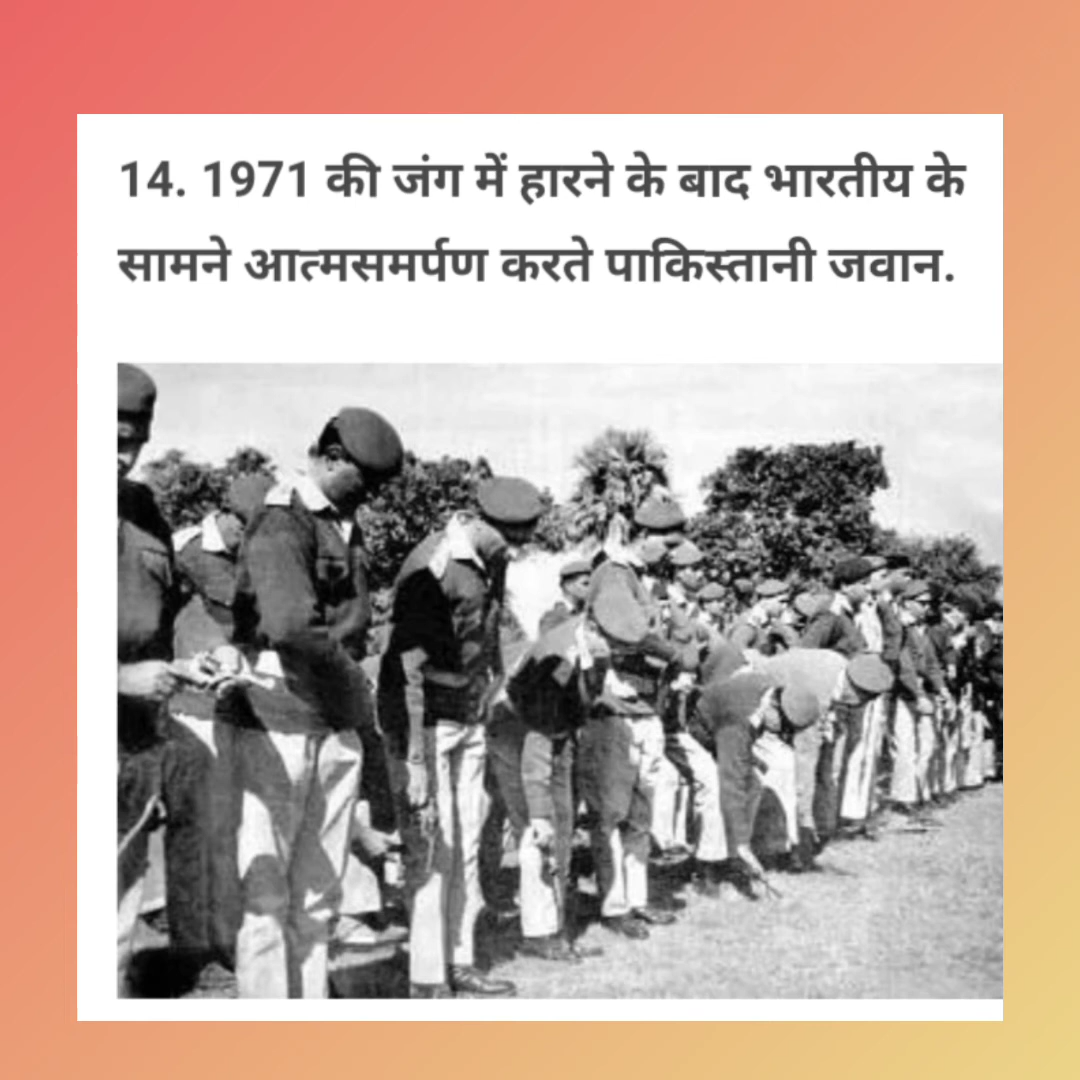 14. 1971 की जंग में हारने के बाद भारतीय के
सामने आत्मसमर्पण करते पाकिस्तानी जवान.